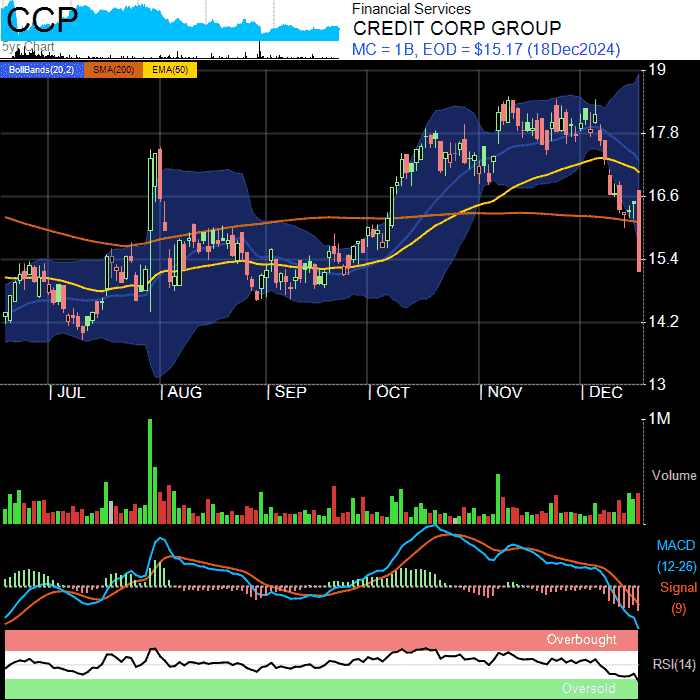 CCP
5yr Chart
Financial Services
CREDIT CORP GROUP
MC = 1B, EOD = $15.17 (18Dec2024)
BollBands(20,2) SMA(200) EMA(50)
19
17.8
16.6
15.4
14.2
13
JUL AUG SEP OCT NOV DEC
1M
Volume
MACD
(12-26)
Signal
(9)
Overbought
RSI(14)
Oversold